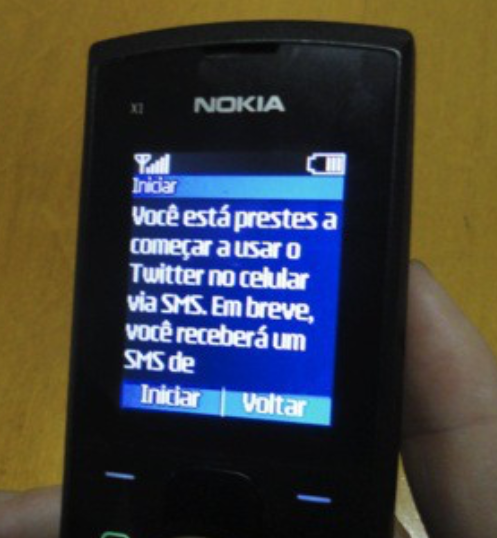 X1 NOKIA
Iniciar
Você está prestes a
começar a usar o
Twitter no celular
via SMS. Em breve,
você receberá um
SMS de
Iniciar | Voltar